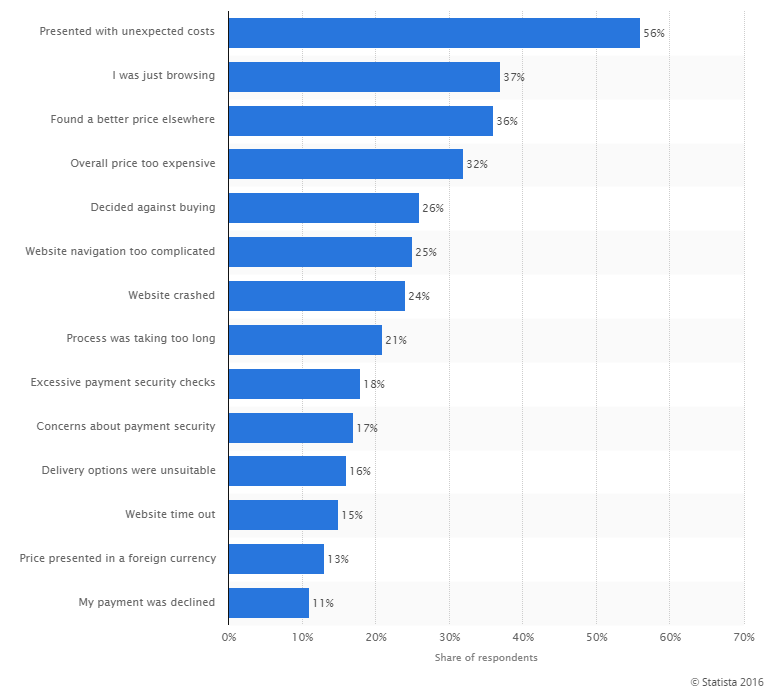 Presented with unexpected costs 56%
I was just browsing 37%
Found a better price elsewhere 36%
Overall price too expensive 32%
Decided against buying 26%
Website navigation too complicated 25%
Website crashed 24%
Process was taking too long 21%
Excessive payment security checks 18%
Concerns about payment security 17%
Delivery options were unsuitable 16%
Website time out 15%
Price presented in a foreign currency 13%
My payment was declined 11%
0% 10% 20% 30% 40% 50% 60% 70%
Share of respondents
© Statista 2016